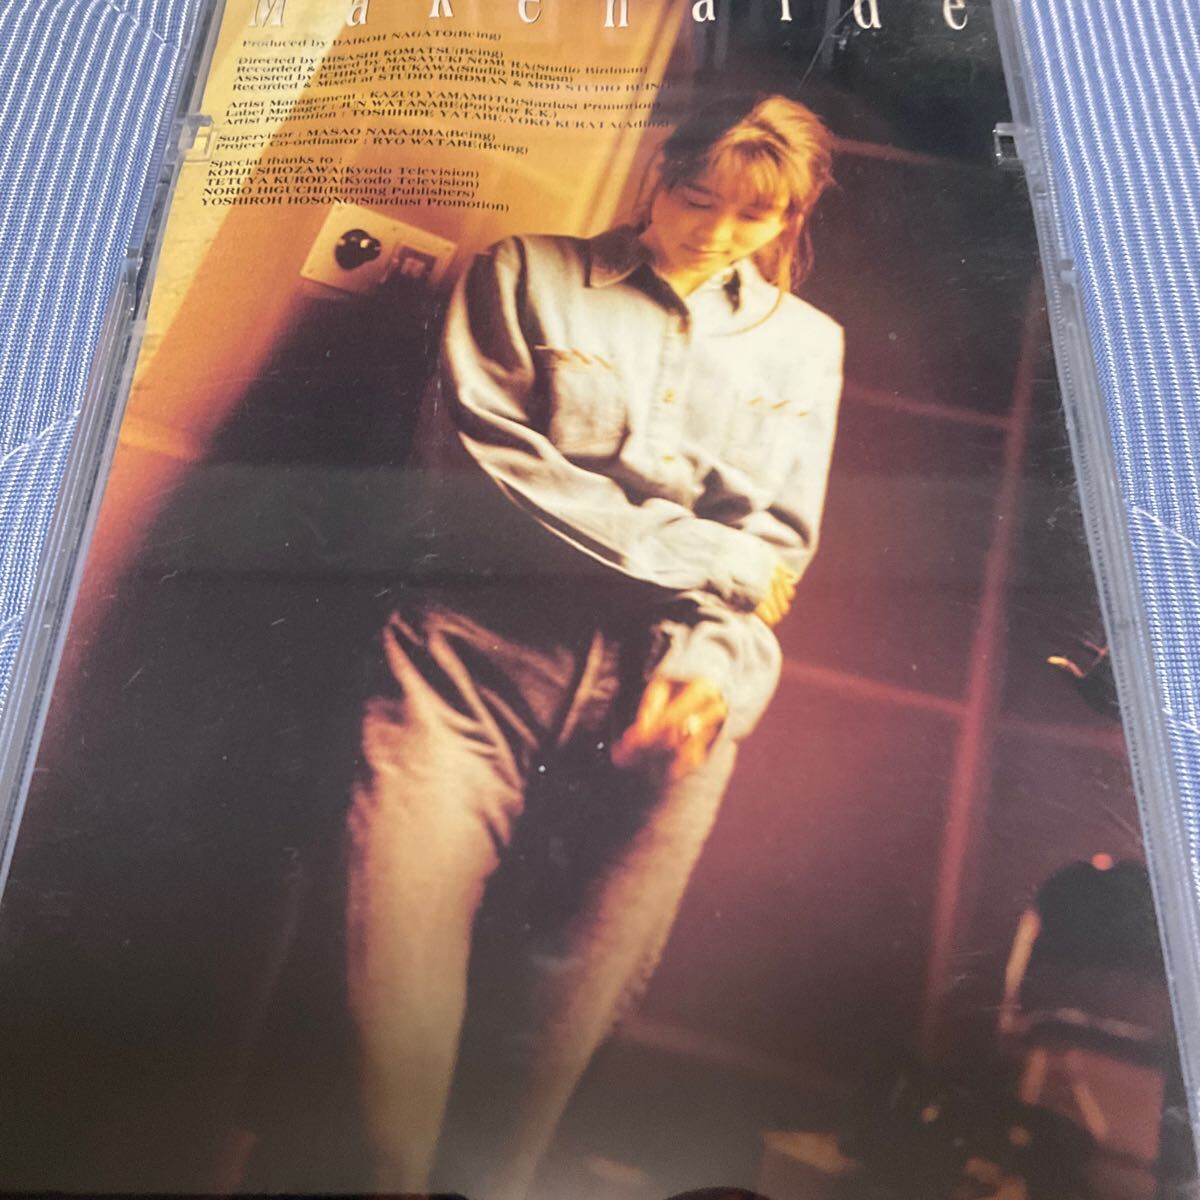 Makenaide
Produced by DAIKOH NAGATO(Being)
Directed by HISASHI KOMATSU(Being)
Recorded & Mixed by MASAYUKI NOMURA(Studio Birdman)
Assisted by ICHIKO FURUKAWA(Studio Birdman)
Recorded & Mixed at STUDIO BIRDMAN & MOD STUDIO BEING
Artist Management : KAZUO YAMAMOTO(Stardust Promotion)
Label Manager : JUN WATANABE(Polydor K.K.)
Artist Promotion : TOSHIHIDE YATABE,YOKO KURATA(Ading)
Supervisor : MASAO NAKAJIMA(Being)
Project Co-ordinator : RYO WATABE(Being)
Special thanks to :
KOHJI SHIOZAWA(Kyodo Television)
TETUYA KURODA(Kyodo Television)
NORIO HIGUCHI(Burning Publishers)
YOSHIROH HOSONO(Stardust Promotion)